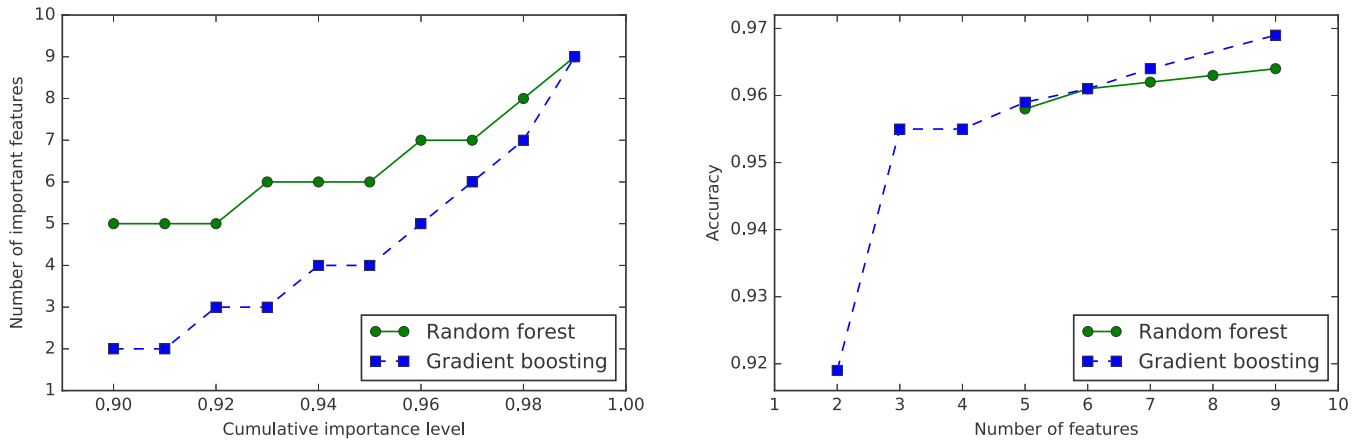 Number of important features
10
9
8
7
6
5
4
3
2
1
0.90 0.92 0.94 0.96 0.98 1.00
Cumulative importance level
Random forest
Gradient boosting
Accuracy
0.97
0.96
0.95
0.94
0.93
0.92
1 2 3 4 5 6 7 8 9 10
Number of features
Random forest
Gradient boosting